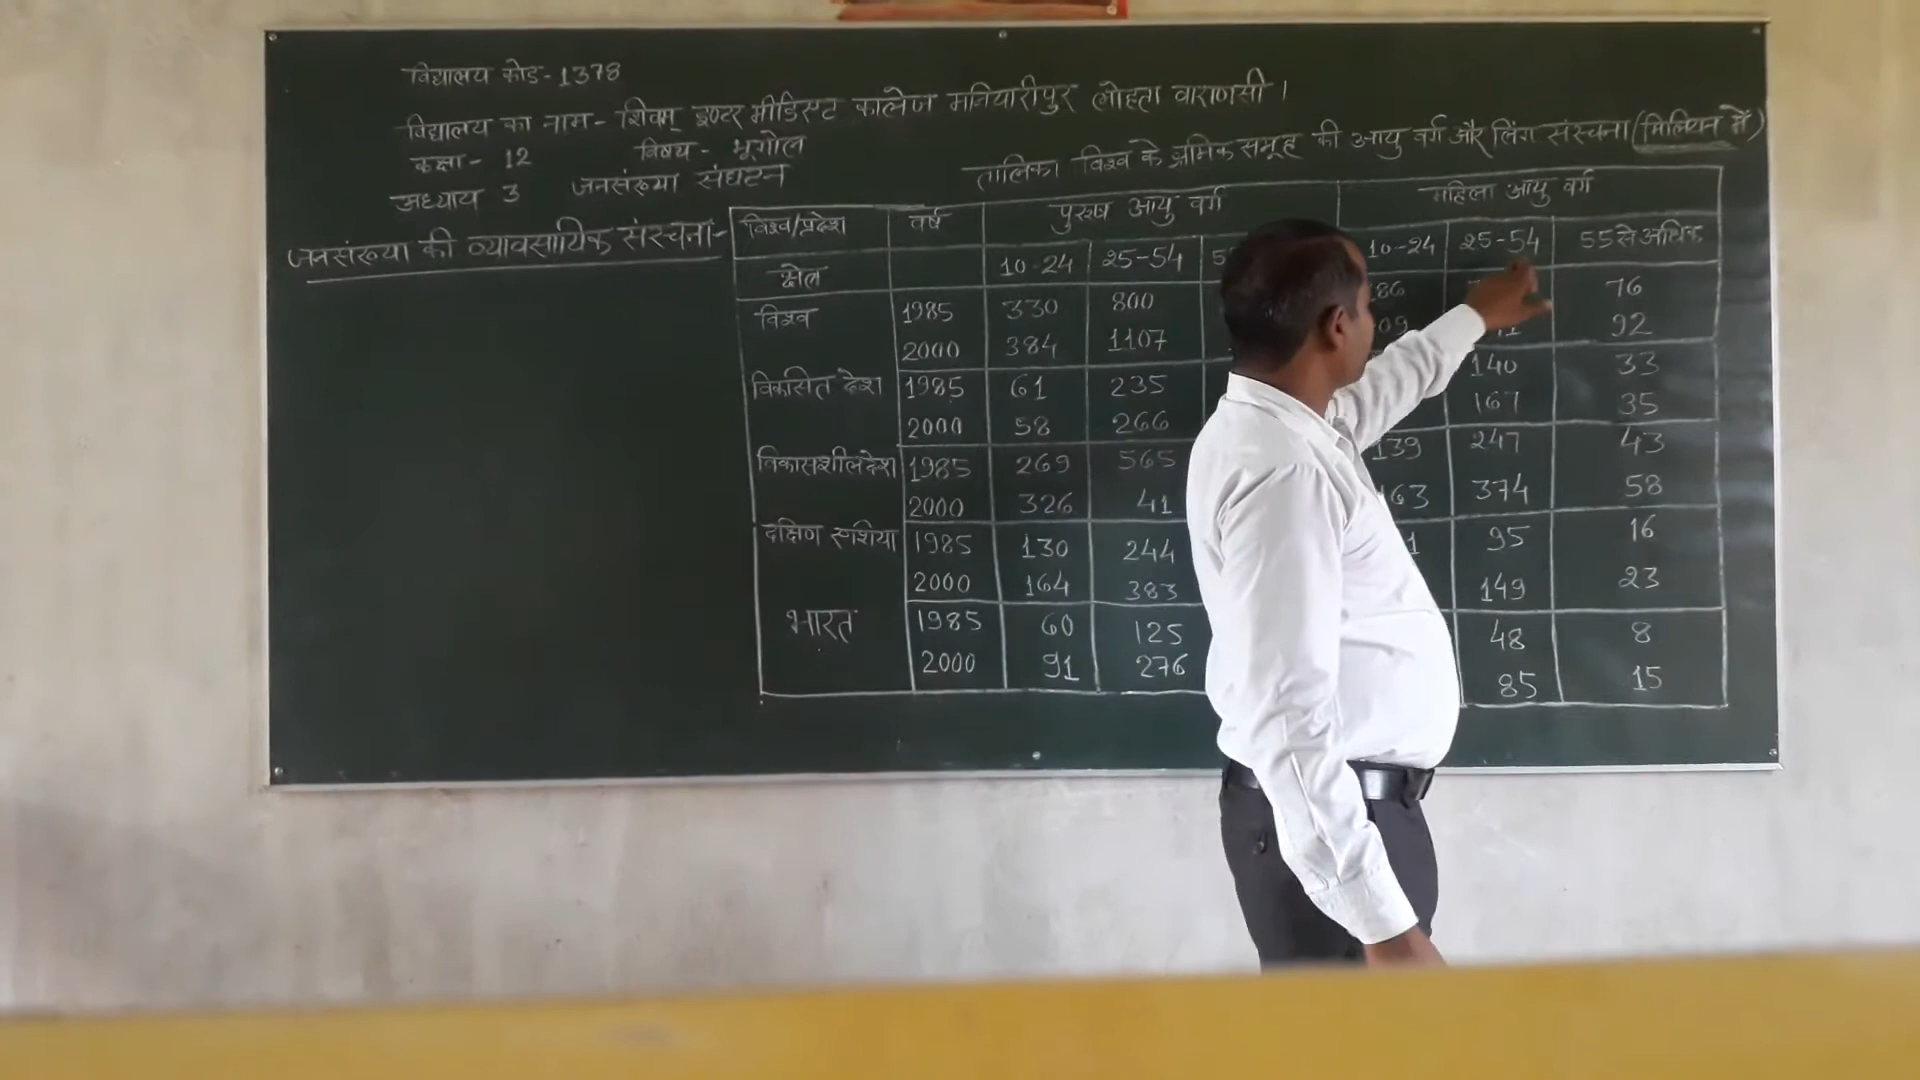 विद्यालय कोड-1378
विद्यालय का नाम- शिवम् इण्टर मीडिएट कालेज मनियारीपुर लोहता वाराणसी ।
कक्षा- 12 विषय- भूगोल
अध्याय 3 जनसंख्या संघटन
जनसंख्या की व्यावसायिक संरचना-
तालिका विश्व के श्रमिक समूह की आयु वर्ग और लिंग संरचना (मिलियन में)
विश्व/प्रदेश वर्ष पुरुष आयु वर्ग महिला आयु वर्ग
क्षेत्र 10-24 25-54 10-24 25-54 55 से अधिक
विश्व 1985 330 800 76
2000 384 1107 92
विकसित देश 1985 61 235 140 33
2000 58 266 167 35
विकासशील देश 1985 269 565 139 247 43
2000 326 41 163 374 58
दक्षिण एशिया 1985 130 244 95 16
2000 164 383 149 23
भारत 1985 60 125 48 8
2000 91 276 85 15